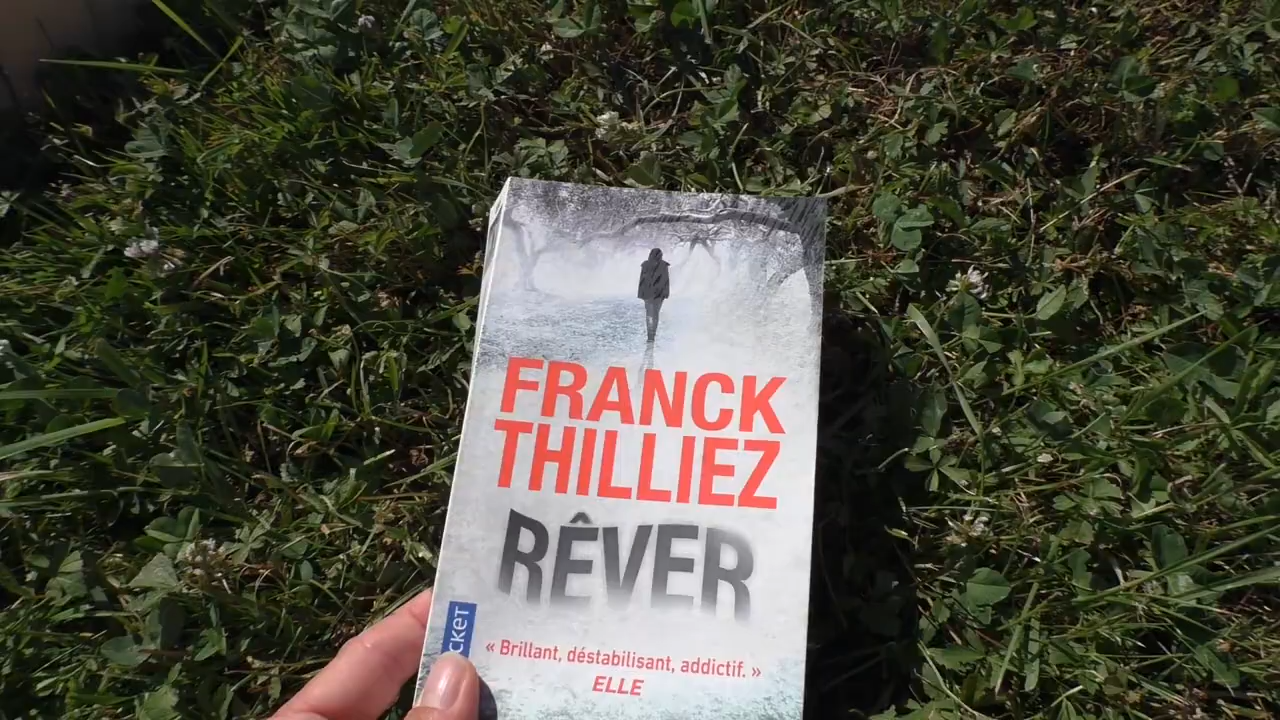 FRANCK
THILLIEZ
RÊVER
« Brillant, déstabilisant, addictif. »
ELLE